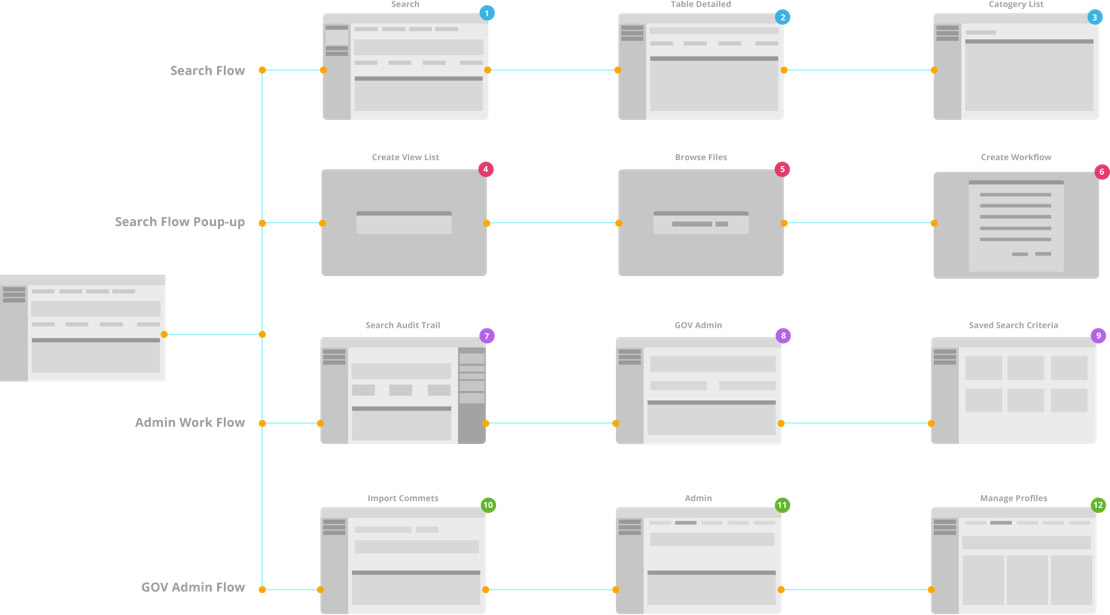 Search
Table Detailed
Catogery List
1
2
3
Search Flow
Create View List
Browse Files
Create Workflow
4
5
6
Search Flow Poup-up
Search Audit Trail
GOV Admin
Saved Search Criteria
7
8
9
Admin Work Flow
Import Commets
Admin
Manage Profiles
10
11
12
GOV Admin Flow